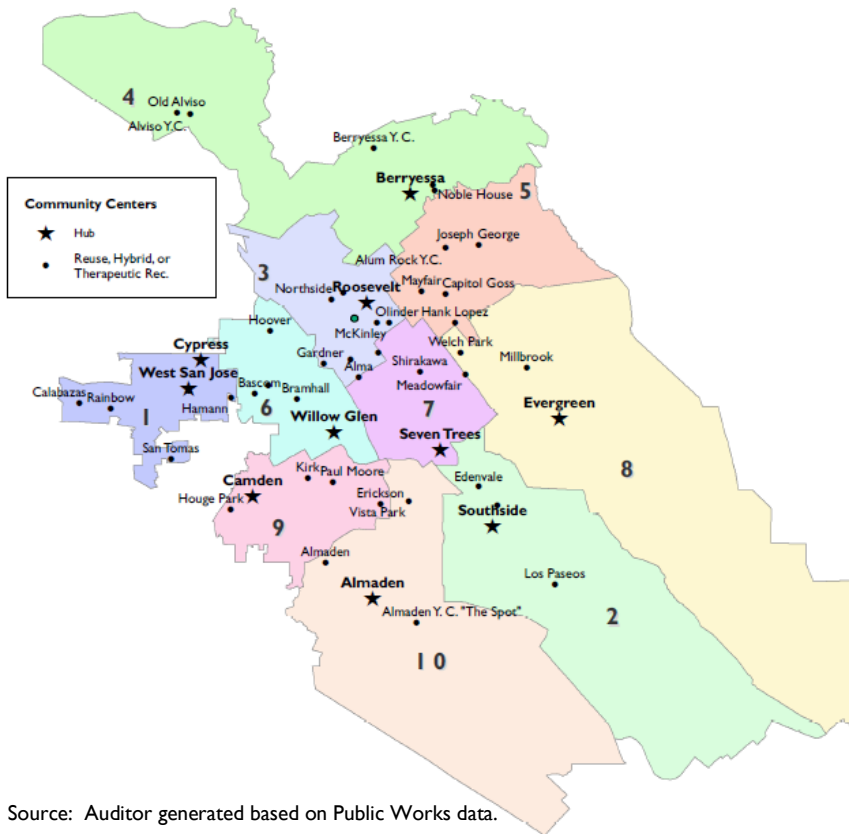 4
Old Alviso
Alviso Y.C.
Berryessa Y. C.
Berryessa
Noble House
5
Community Centers
Hub
Reuse, Hybrid, or
Therapeutic Rec.
Joseph George
Alum Rock Y.C.
3
Mayfair
Capitol Goss
Northside
Roosevelt
Olinder
Hank Lopez
Hoover
McKinley
Welch Park
Cypress
Gardner
Alma
Shirakawa
Millbrook
West San Jose
Meadowfair
Calabazas
Rainbow
1
Hamann
Bascom
Bramhall
6
7
Willow Glen
Evergreen
Seven Trees
San Tomas
8
Kirk
Paul Moore
Camden
Edenvale
Houge Park
Erickson
Vista Park
Southside
9
Almaden
Los Paseos
Almaden
Almaden Y. C. "The Spot"
2
1 0
Source: Auditor generated based on Public Works data.